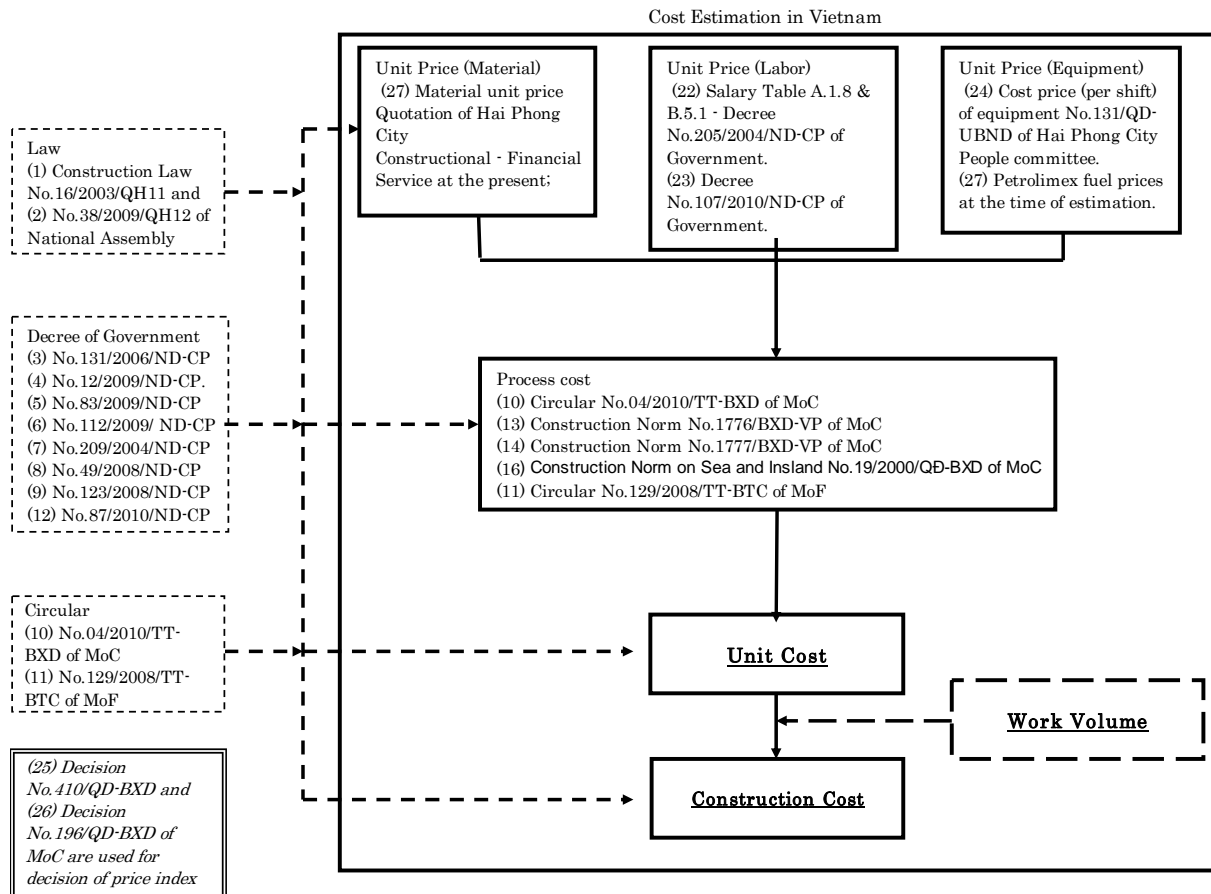 Cost Estimation in Vietnam
Unit Price (Material)
(27) Material unit price
Quotation of Hai Phong
City
Constructional - Financial
Service at the present;
Unit Price (Labor)
(22) Salary Table A.1.8 &
B.5.1 - Decree
No.205/2004/ND-CP of
Government.
(23) Decree
No.107/2010/ND-CP of
Government.
Unit Price (Equipment)
(24) Cost price (per shift)
of equipment No.131/QD-
UBND of Hai Phong City
People committee.
(27) Petrolimex fuel prices
at the time of estimation.
Law
(1) Construction Law
No.16/2003/QH11 and
(2) No.38/2009/QH12 of
National Assembly
Decree of Government
(3) No.131/2006/ND-CP
(4) No.12/2009/ND-CP.
(5) No.83/2009/ND-CP
(6) No.112/2009/ ND-CP
(7) No.209/2004/ND-CP
(8) No.49/2008/ND-CP
(9) No.123/2008/ND-CP
(12) No.87/2010/ND-CP
Process cost
(10) Circular No.04/2010/TT-BXD of MoC
(13) Construction Norm No.1776/BXD-VP of MoC
(14) Construction Norm No.1777/BXD-VP of MoC
(16) Construction Norm on Sea and Insland No.19/2000/QĐ-BXD of MoC
(11) Circular No.129/2008/TT-BTC of MoF
Circular
(10) No.04/2010/TT-
BXD of MoC
(11) No.129/2008/TT-
BTC of MoF
Unit Cost
Work Volume
Construction Cost
(25) Decision
No.410/QD-BXD and
(26) Decision
No.196/QD-BXD of
MoC are used for
decision of price index